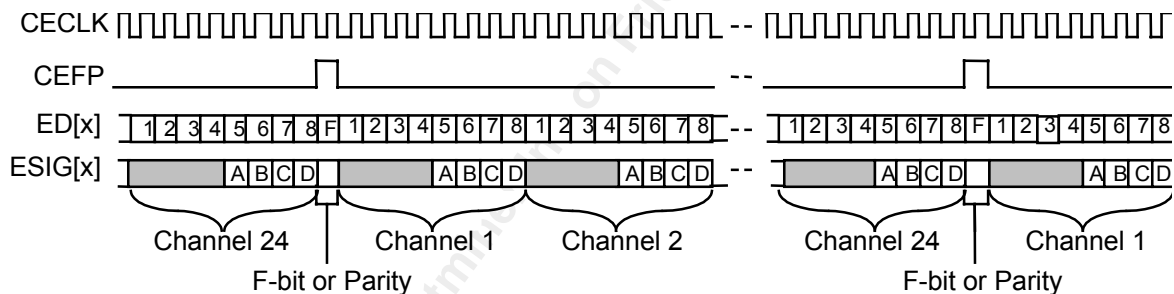 CECLK
CEFP
ED[x] 1 2 3 4 5 6 7 8 F 1 2 3 4 5 6 7 8 1 2 3 4 5 6 7 8 1 2 3 4 5 6 7 8 F 1 2 3 4 5 6 7 8
ESIG[x] A B C D A B C D A B C D A B C D A B C D
Channel 24 Channel 1 Channel 2 Channel 24 Channel 1
F-bit or Parity F-bit or Parity